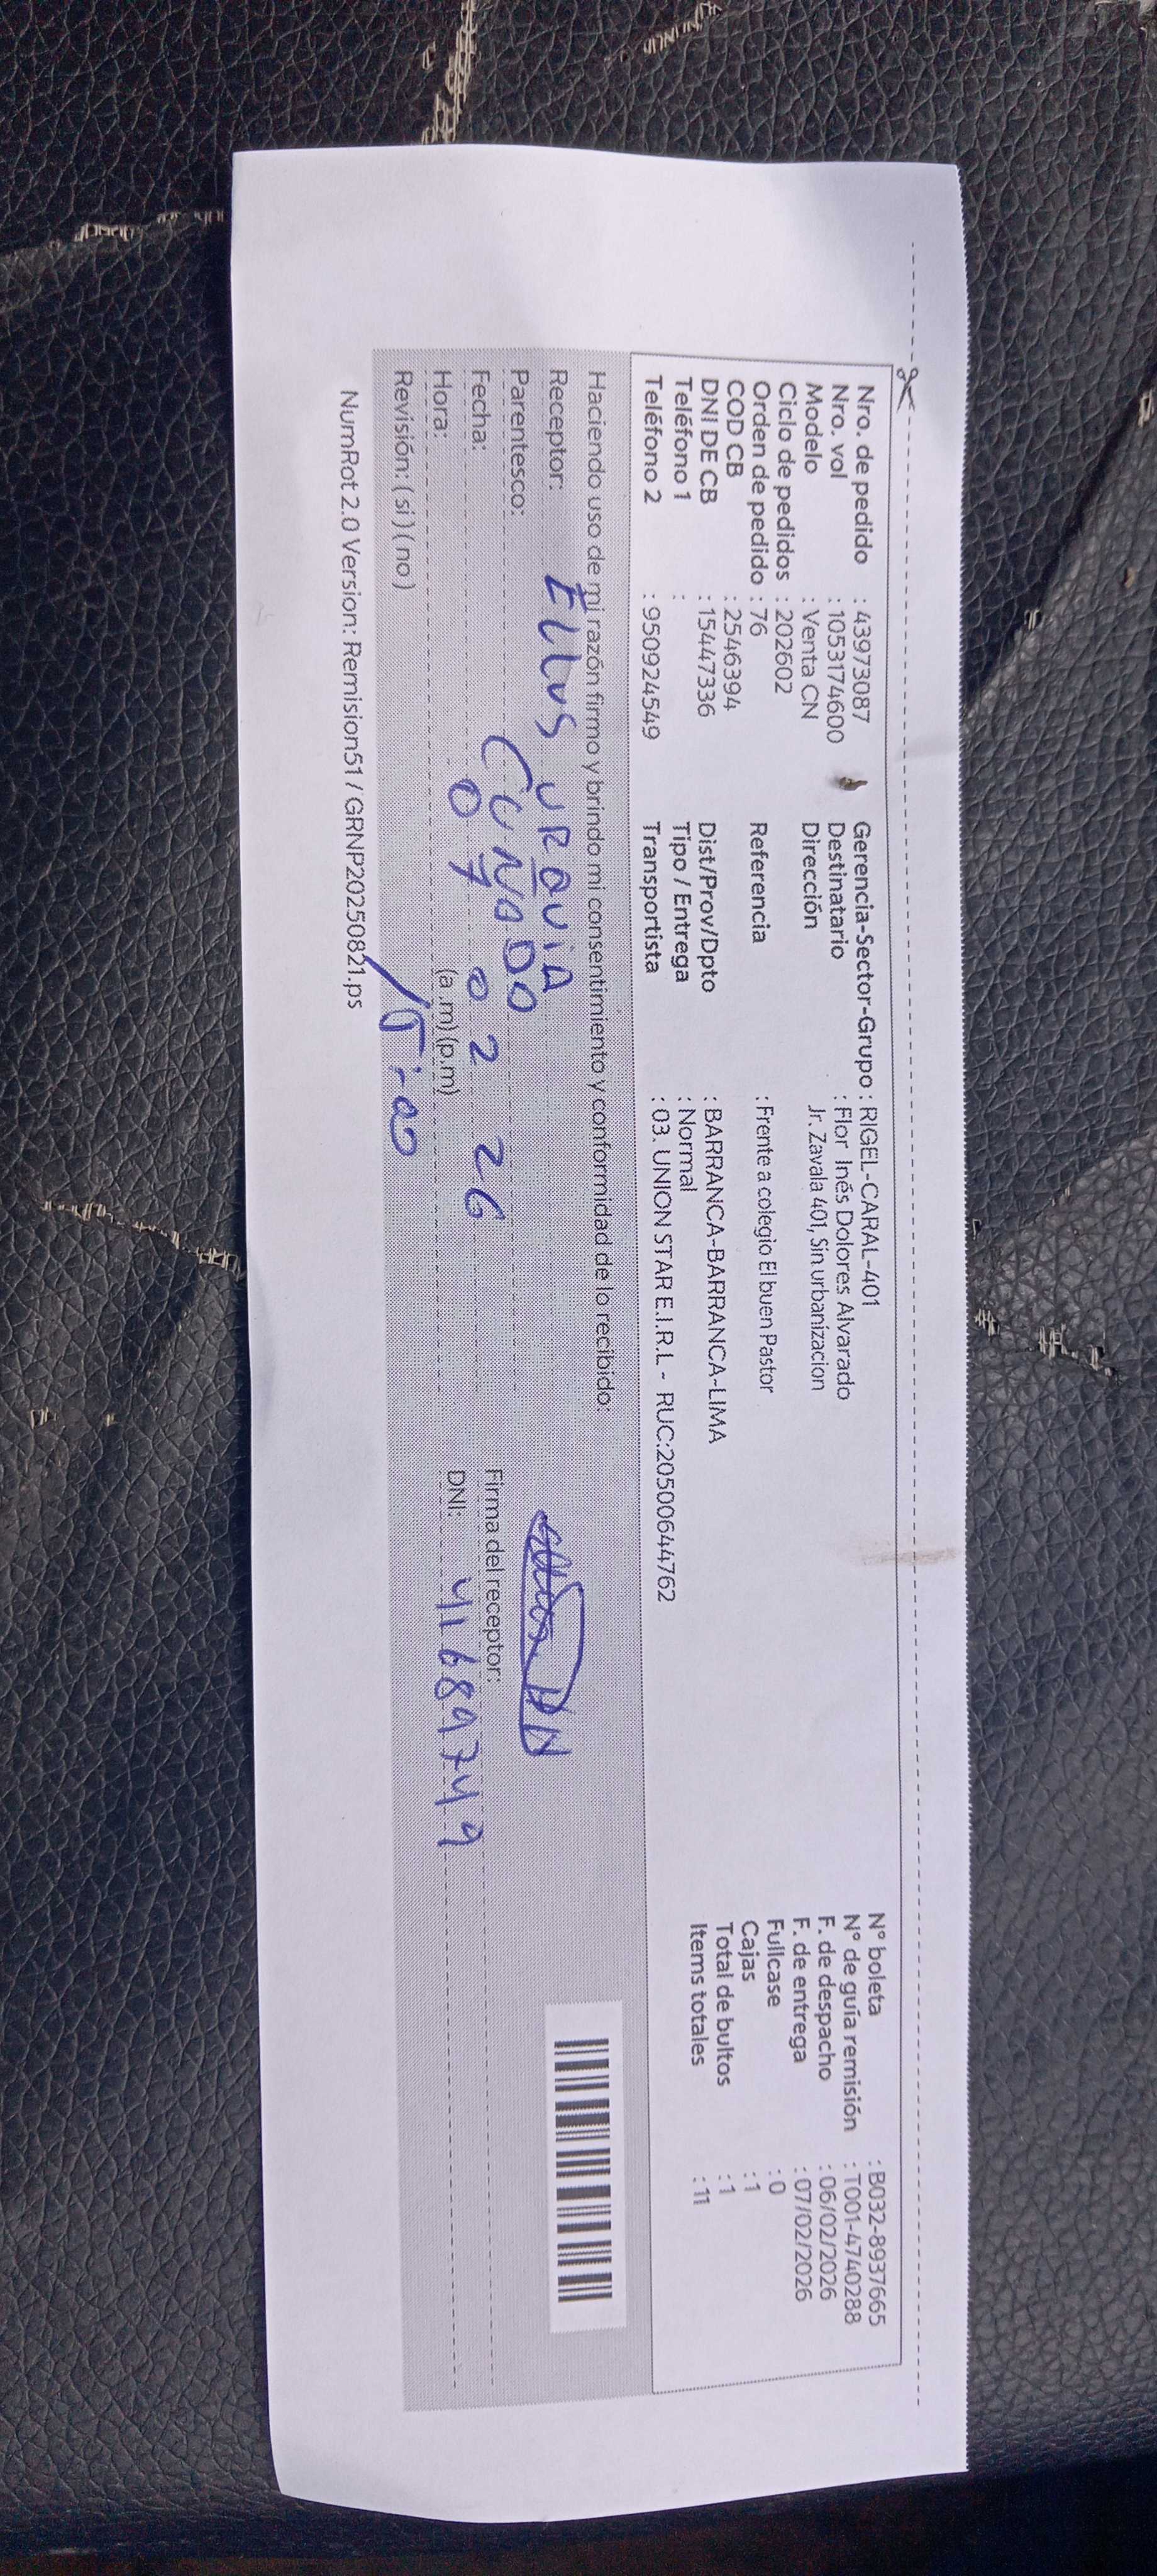 Nro. de pedido : 43973087
Nro. vol : 1053174600
Modelo : Venta CN
Ciclo de pedidos : 202602
Orden de pedido : 76
COD CB : 2546394
DNI DE CB : 15447336
Teléfono 1 :
Teléfono 2 : 950924549
Gerencia-Sector-Grupo : RIGEL-CARAL-401
Destinatario : Flor Inés Dolores Alvarado
Dirección Jr. Zavala 401, Sin urbanizacion
Referencia : Frente a colegio El buen Pastor
Dist/Prov/Dpto : BARRANCA-BARRANCA-LIMA
Tipo / Entrega : Normal
Transportista : 03. UNION STAR E.I.R.L - RUC:20500644762
N° boleta : B032-8937665
N° de guía remisión : T001-4740288
F. de despacho : 06/02/2026
F. de entrega : 07/02/2026
Fullcase : 0
Cajas : 1
Total de bultos : 1
Items totales : 11
Haciendo uso de mi razón firmo y brindo mi consentimiento y conformidad de lo recibido:
Receptor: URQUIA
Parentesco: CUÑADO
Fecha: 07 02 26
Hora: (a .m) (p.m)
Revisión: ( si ) ( no )
Firma del receptor:
DNI: 41689749
NumRot 2.0 Version: Remision51 / GRNP20250821.ps